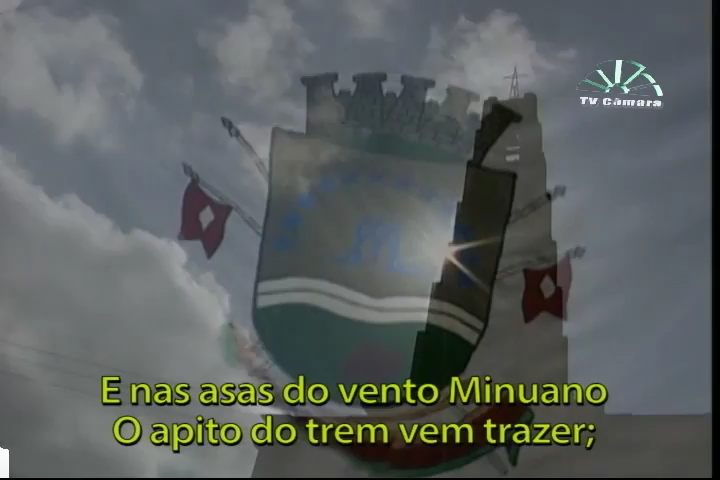 TV Câmara
E nas asas do vento Minuano
O apito do trem vem trazer;